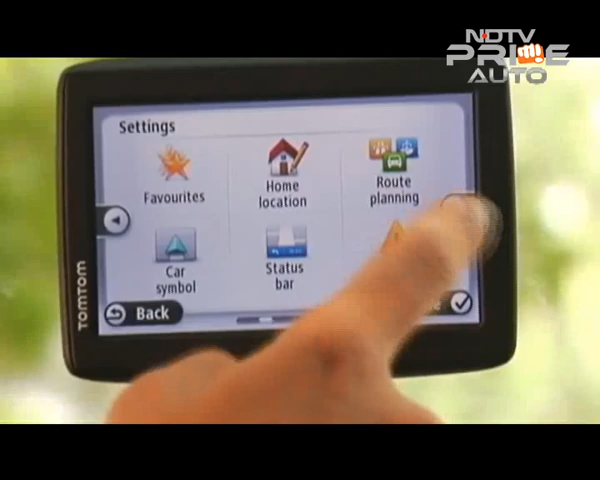 NDTV
PRIME
AUTO
Settings
Favourites
Home
location
Route
planning
Car
symbol
Status
bar
Back
TOMTOM